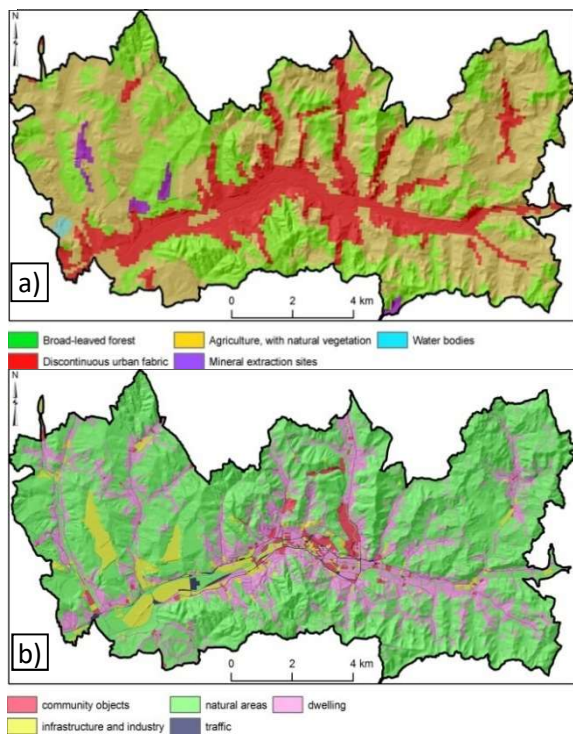 N
a)
0 2 4 km
Broad-leaved forest Agriculture, with natural vegetation Water bodies
Discontinuous urban fabric Mineral extraction sites
N
b)
0 2 4 km
community objects natural areas dwelling
infrastructure and industry traffic